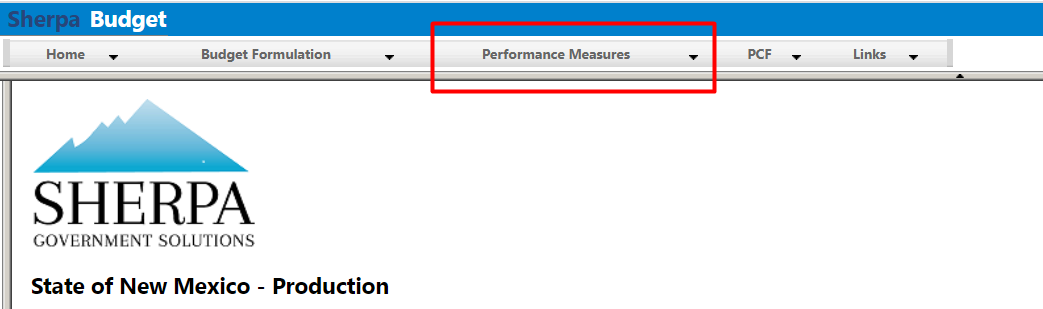 Sherpa Budget
Home Budget Formulation Performance Measures PCF Links
SHERPA
GOVERNMENT SOLUTIONS
State of New Mexico - Production